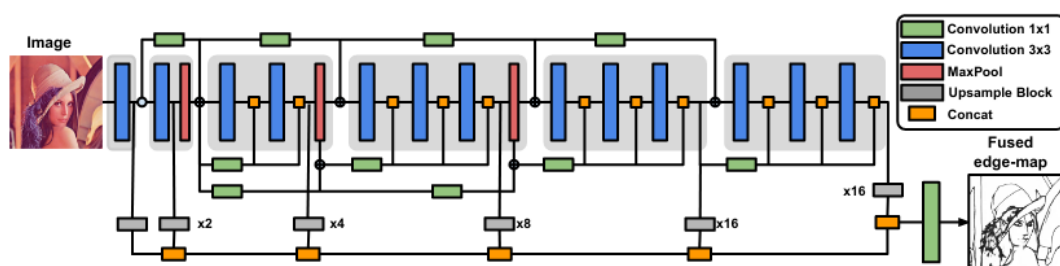 Image
Convolution 1x1
Convolution 3x3
MaxPool
Upsample Block
Concat
Fused
edge-map
x16
x2
x4
x8
x16